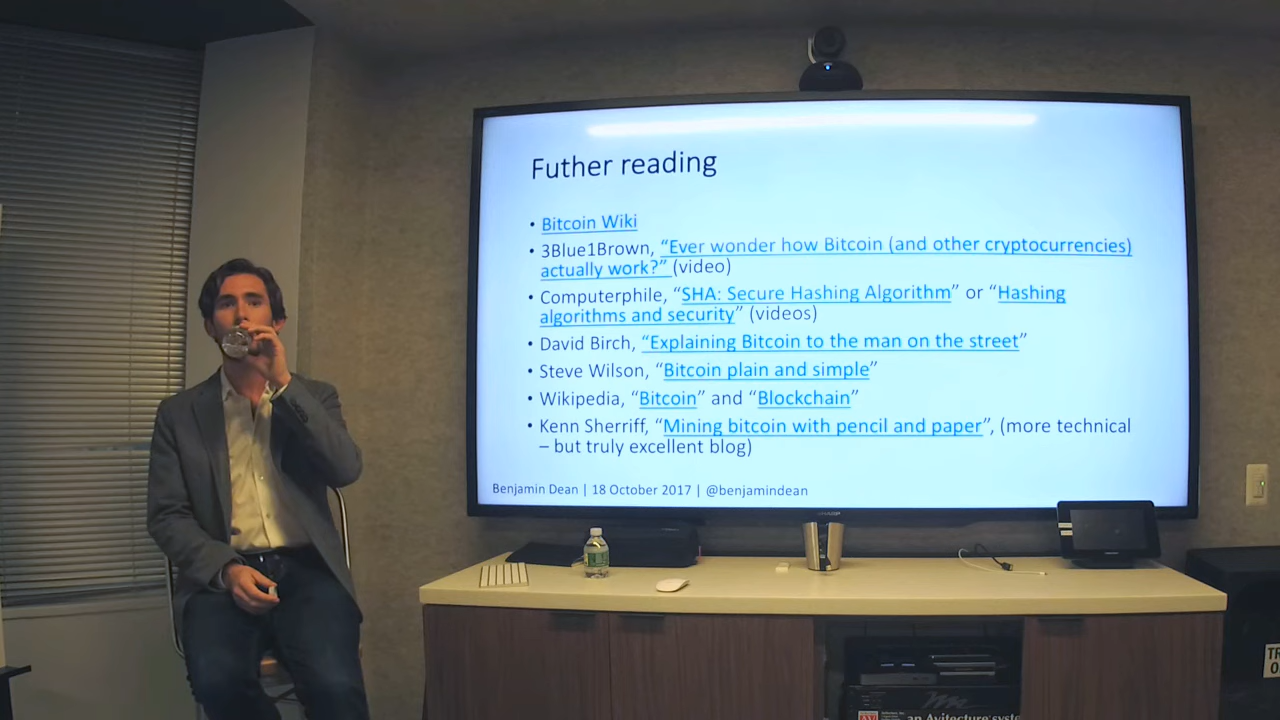 Futher reading
• Bitcoin Wiki
• 3Blue1Brown, “Ever wonder how Bitcoin (and other cryptocurrencies)
actually work?” (video)
• Computerphile, “SHA: Secure Hashing Algorithm” or “Hashing
algorithms and security” (videos)
• David Birch, “Explaining Bitcoin to the man on the street”
• Steve Wilson, “Bitcoin plain and simple”
• Wikipedia, “Bitcoin” and “Blockchain”
• Kenn Sherriff, “Mining bitcoin with pencil and paper”, (more technical
– but truly excellent blog)
Benjamin Dean | 18 October 2017 | @benjamindean
SHARP
an Avitecture